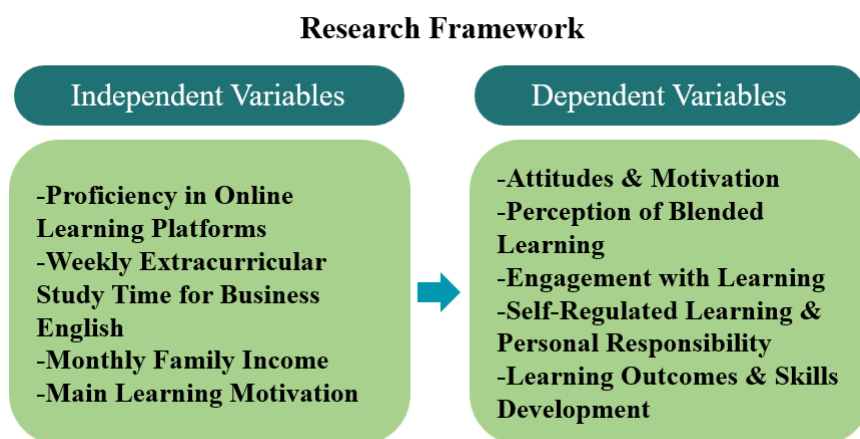 Research Framework
Independent Variables
-Proficiency in Online
Learning Platforms
-Weekly Extracurricular
Study Time for Business
English
-Monthly Family Income
-Main Learning Motivation
Dependent Variables
-Attitudes & Motivation
-Perception of Blended
Learning
-Engagement with Learning
-Self-Regulated Learning &
Personal Responsibility
-Learning Outcomes & Skills
Development